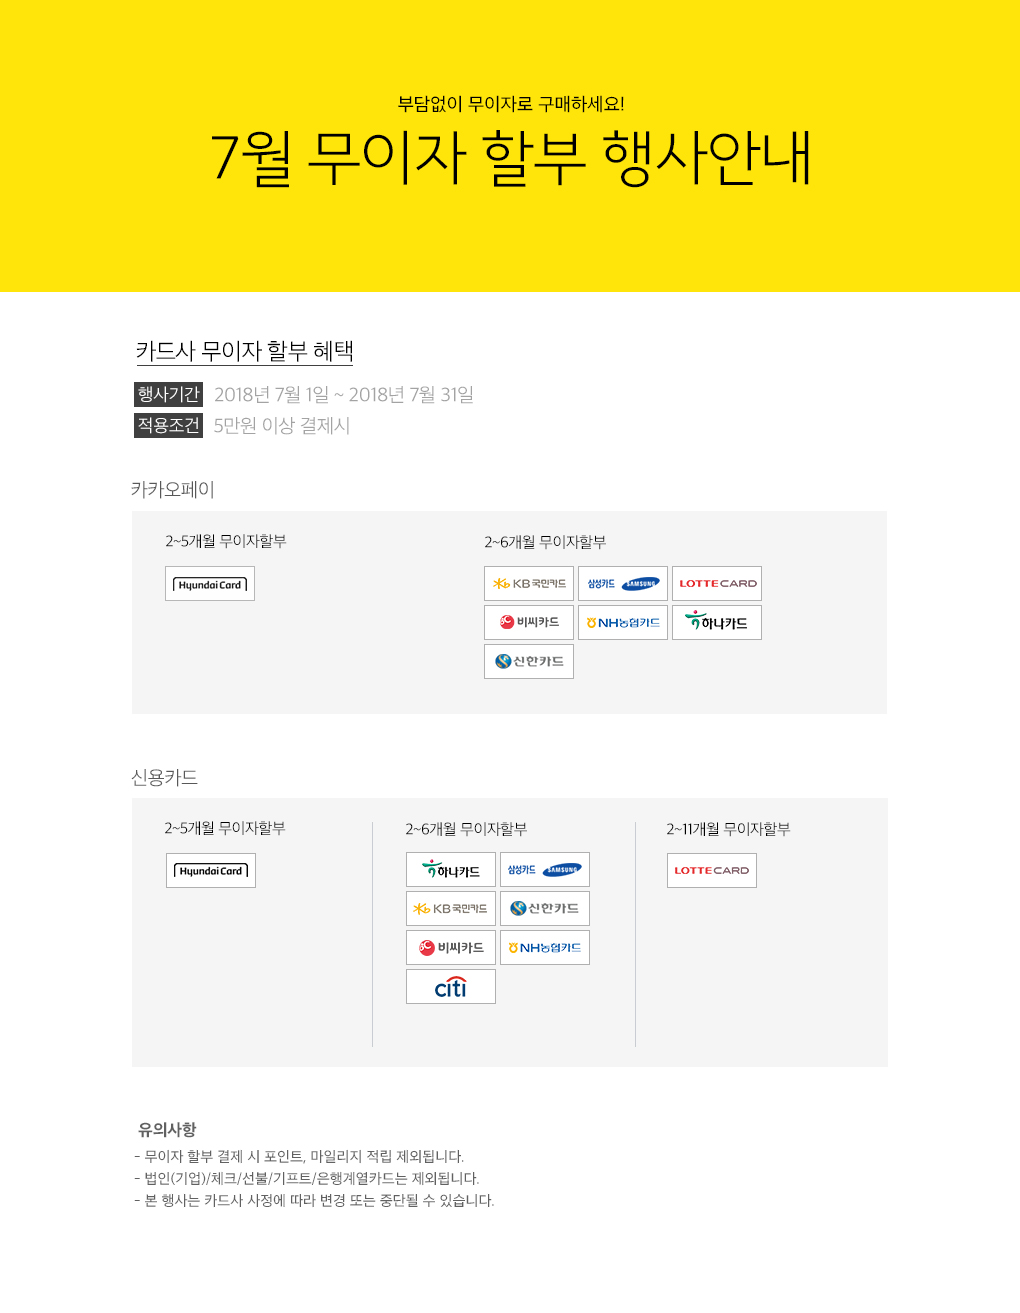 부담없이 무이자로 구매하세요!
7월 무이자 할부 행사안내
카드사 무이자 할부 혜택
행사기간 2018년 7월 1일 ~ 2018년 7월 31일
적용조건 5만원 이상 결제시
카카오페이
2~5개월 무이자할부
Hyundai Card
2~6개월 무이자할부
KB국민카드 삼성카드 SAMSUNG LOTTE CARD
비씨카드 NH농협카드 하나카드
신한카드
신용카드
2~5개월 무이자할부
Hyundai Card
2~6개월 무이자할부
하나카드 삼성카드 SAMSUNG
KB국민카드 신한카드
비씨카드 NH농협카드
citi
2~11개월 무이자할부
LOTTE CARD
유의사항
- 무이자 할부 결제 시 포인트, 마일리지 적립 제외됩니다.
- 법인(기업)/체크/선불/기프트/은행계열카드는 제외됩니다.
- 본 행사는 카드사 사정에 따라 변경 또는 중단될 수 있습니다.